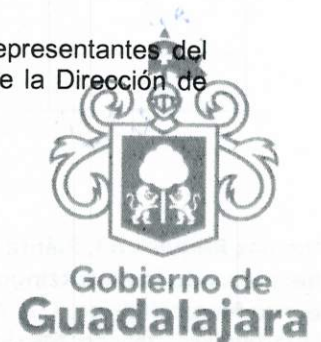 epresentantes del
e la Dirección de
Gobierno de
Guadalajara